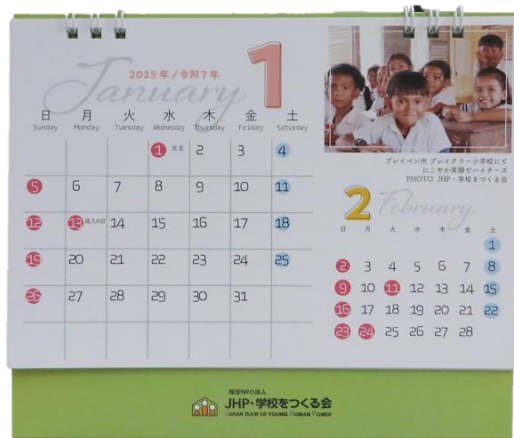 2025年/令和7年
January
1
日 月 火 水 木 金 土
Sunday Monday Tuesday Wednesday Thursday Friday Saturday
1 元旦 2 3 4
5 6 7 8 9 10 11
12 13 成人の日 14 15 16 17 18
19 20 21 22 23 24 25
26 27 28 29 30 31
プレイベン州 プレイクラー小学校にて
にこやか笑顔でハイチーズ
PHOTO JHP・学校をつくる会
2 February
日 月 火 水 木 金 土
1
2 3 4 5 6 7 8
9 10 11 12 13 14 15
16 17 18 19 20 21 22
23 24 25 26 27 28
認定NPO法人
JHP・学校をつくる会
JAPAN TEAM OF YOUNG HUMAN POWER